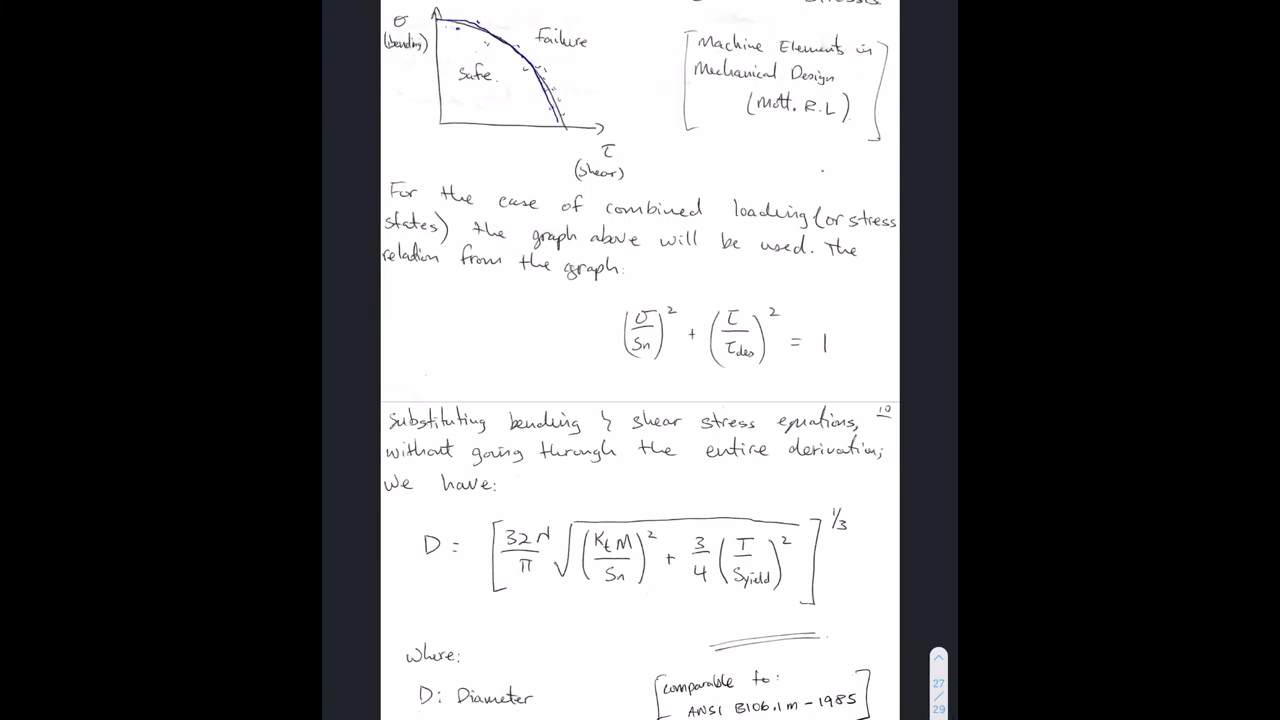 σ
(bending)
Failure
Safe.
τ
(shear)
[Machine Elements in
Mechanical Design
(Mott. R.L)]
For the case of combined loading (or stress
states) the graph above will be used. The
relation from the graph:
(σ/Sn)² + (τ/τdes)² = 1
10
Substituting bending & shear stress equations,
without going through the entire derivation;
we have:
D = [32N/π √((KtM/Sn)² + 3/4 (T/Syield)²)]^1/3
where:
D: Diameter
[comparable to:
ANSI B106.1m-1985]
27
/
29